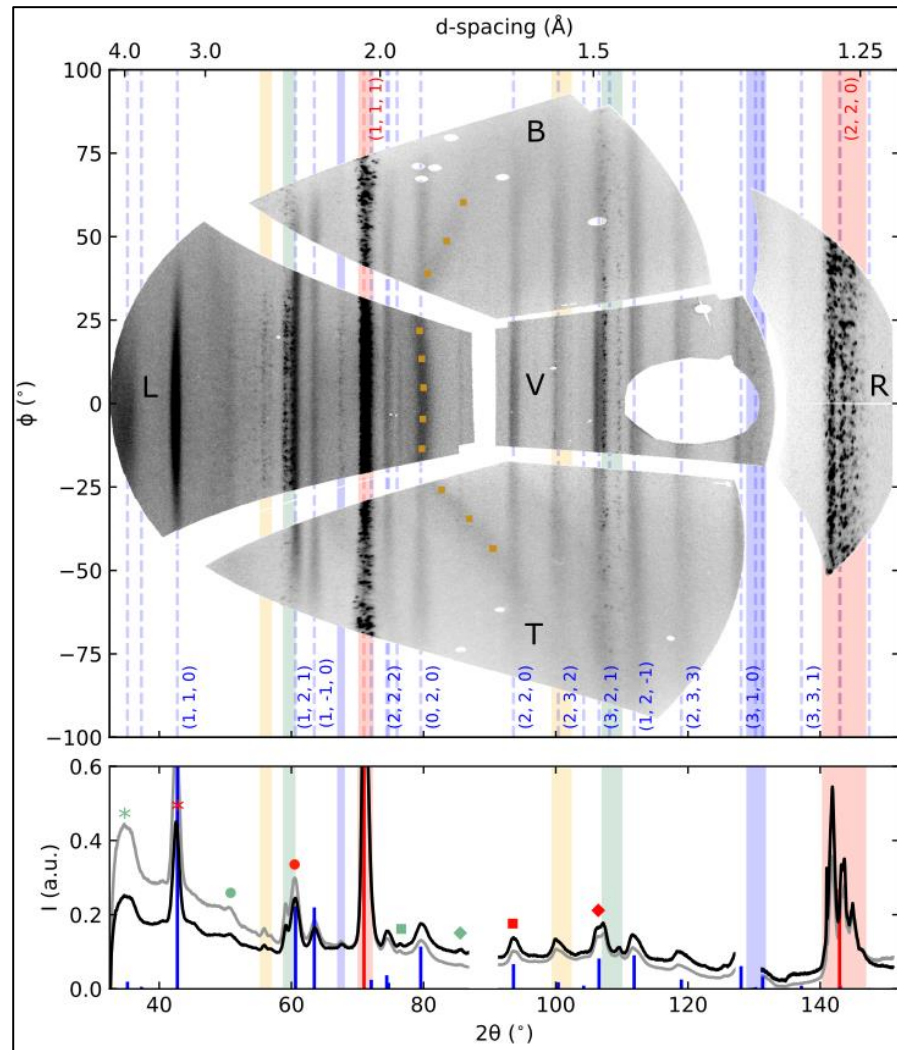 d-spacing (Å)
4.0 3.0 2.0 1.5 1.25
100
75
50
25
0
−25
−50
−75
−100
ϕ (°)
(1, 1, 1)
(2, 2, 0)
B
L
V
R
T
(1, 1, 0)
(1, 2, 1)
(1, -1, 0)
(2, 2, 2)
(0, 2, 0)
(2, 2, 0)
(2, 3, 2)
(3, 2, 1)
(1, 2, -1)
(2, 3, 3)
(3, 1, 0)
(3, 3, 1)
I (a.u.)
0.6
0.4
0.2
0.0
40 60 80 100 120 140
2θ (°)